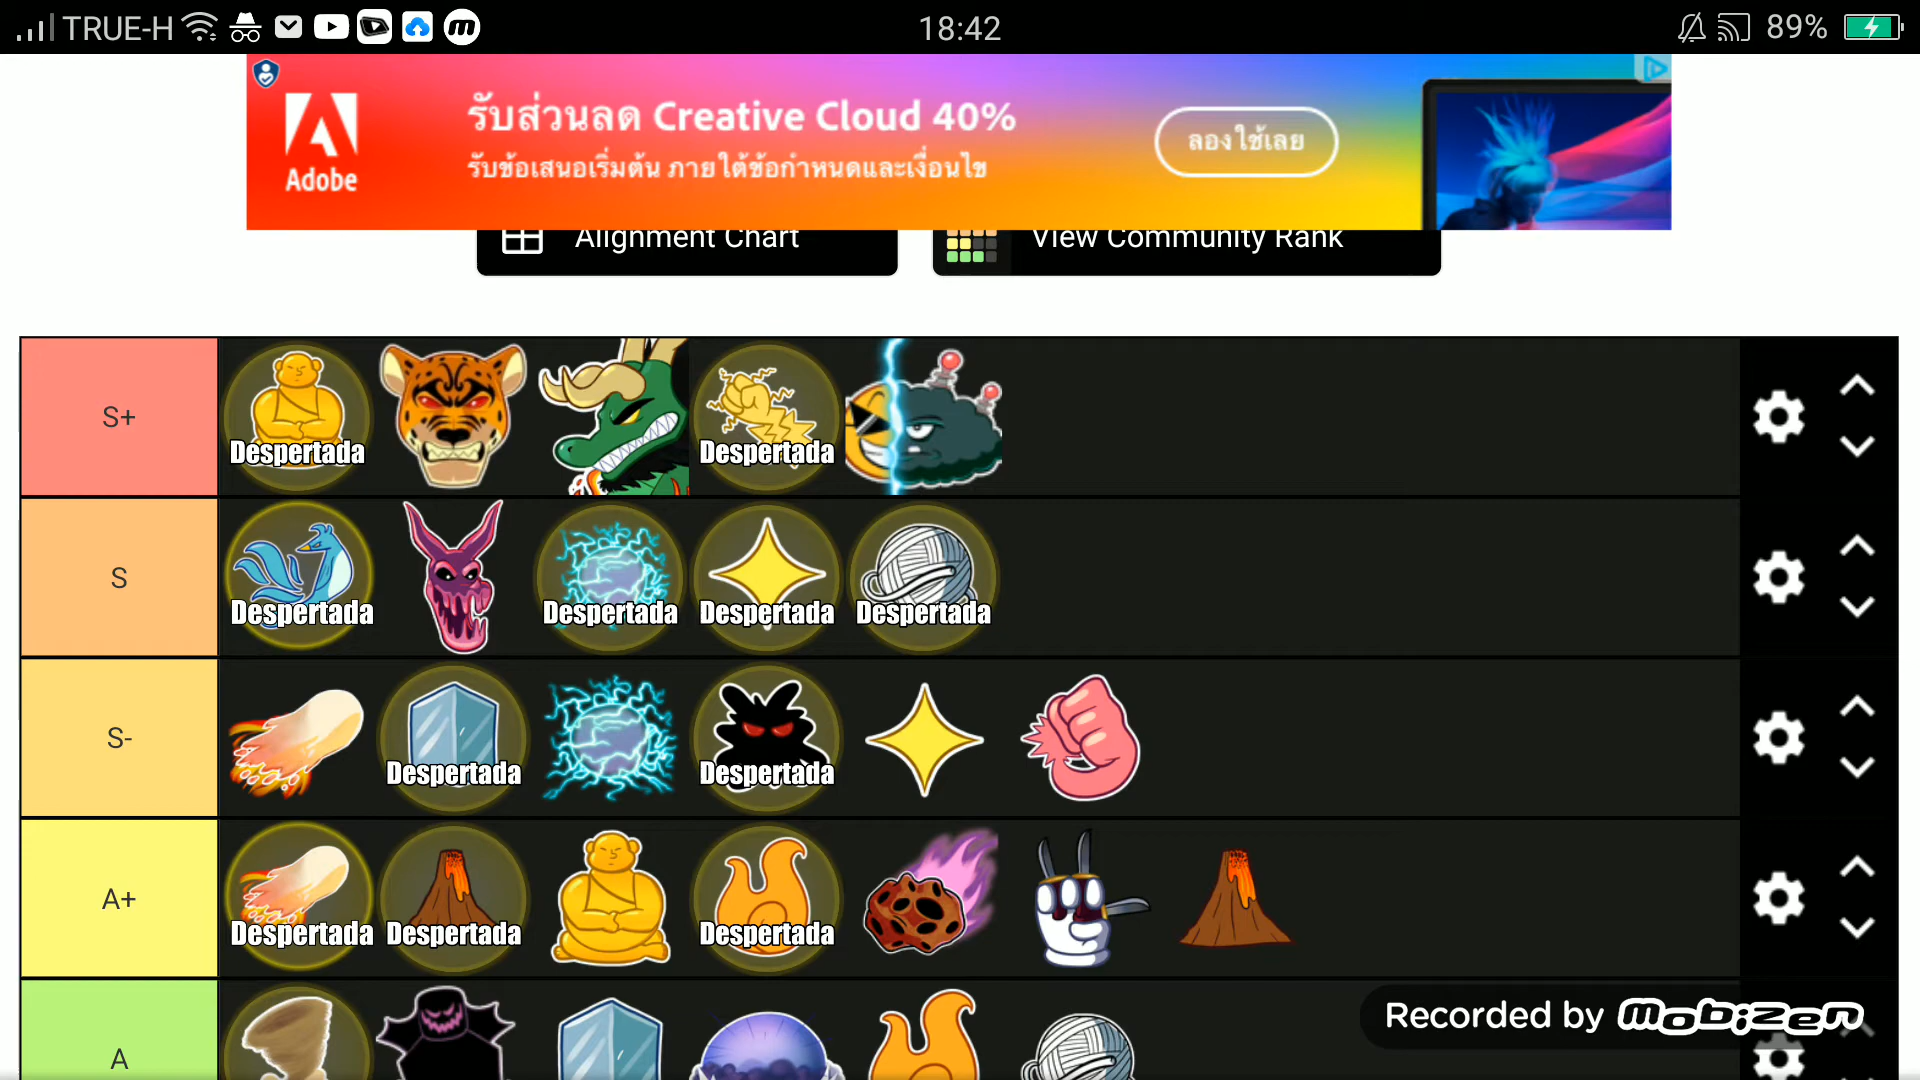 TRUE-H
18:42
89%
รับส่วนลด Creative Cloud 40%
รับข้อเสนอเริ่มต้น ภายใต้ข้อกำหนดและเงื่อนไข
ลองใช้เลย
Adobe
Alignment Chart
View Community Rank
S+
Despertada
Despertada
S
Despertada
Despertada
Despertada
Despertada
S-
Despertada
Despertada
A+
Despertada
Despertada
Despertada
A
Recorded by mobizen